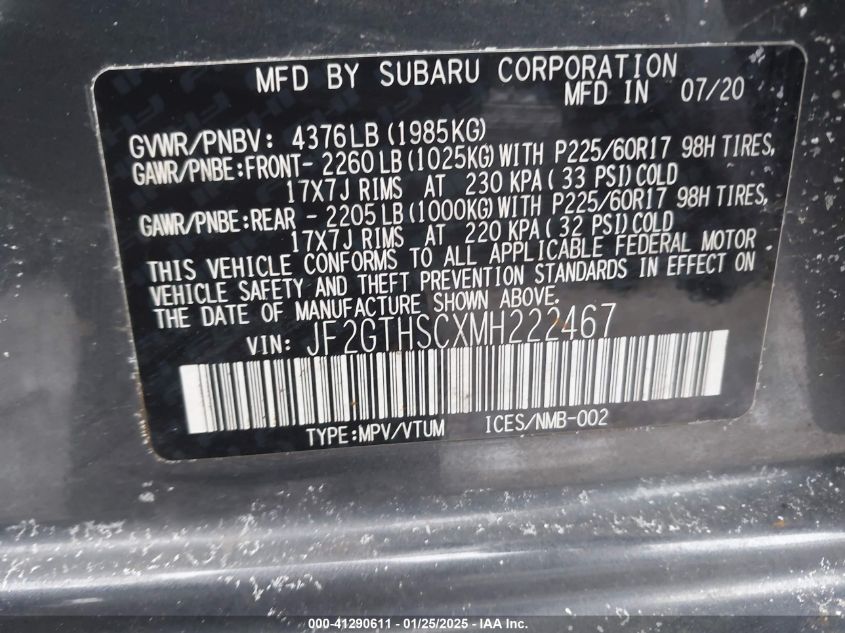 MFD BY SUBARU CORPORATION
MFD IN 07/20
GVWR/PNBV: 4376LB(1985KG)
GAWR/PNBE:FRONT- 2260LB(1025KG)WITH P225/60R17 98H TIRES,
17X7J RIMS AT 230 KPA( 33 PSI)COLD
GAWR/PNBE:REAR - 2205LB(1000KG)WITH P225/60R17 98H TIRES,
17X7J RIMS AT 220 KPA( 32 PSI)COLD
THIS VEHICLE CONFORMS TO ALL APPLICABLE FEDERAL MOTOR
VEHICLE SAFETY AND THEFT PREVENTION STANDARDS IN EFFECT ON
THE DATE OF MANUFACTURE SHOWN ABOVE.
VIN: JF2GTHSCXMH222467
TYPE:MPV/VTUM ICES/NMB-002
000-41290611 - 01/25/2025 - IAA Inc.